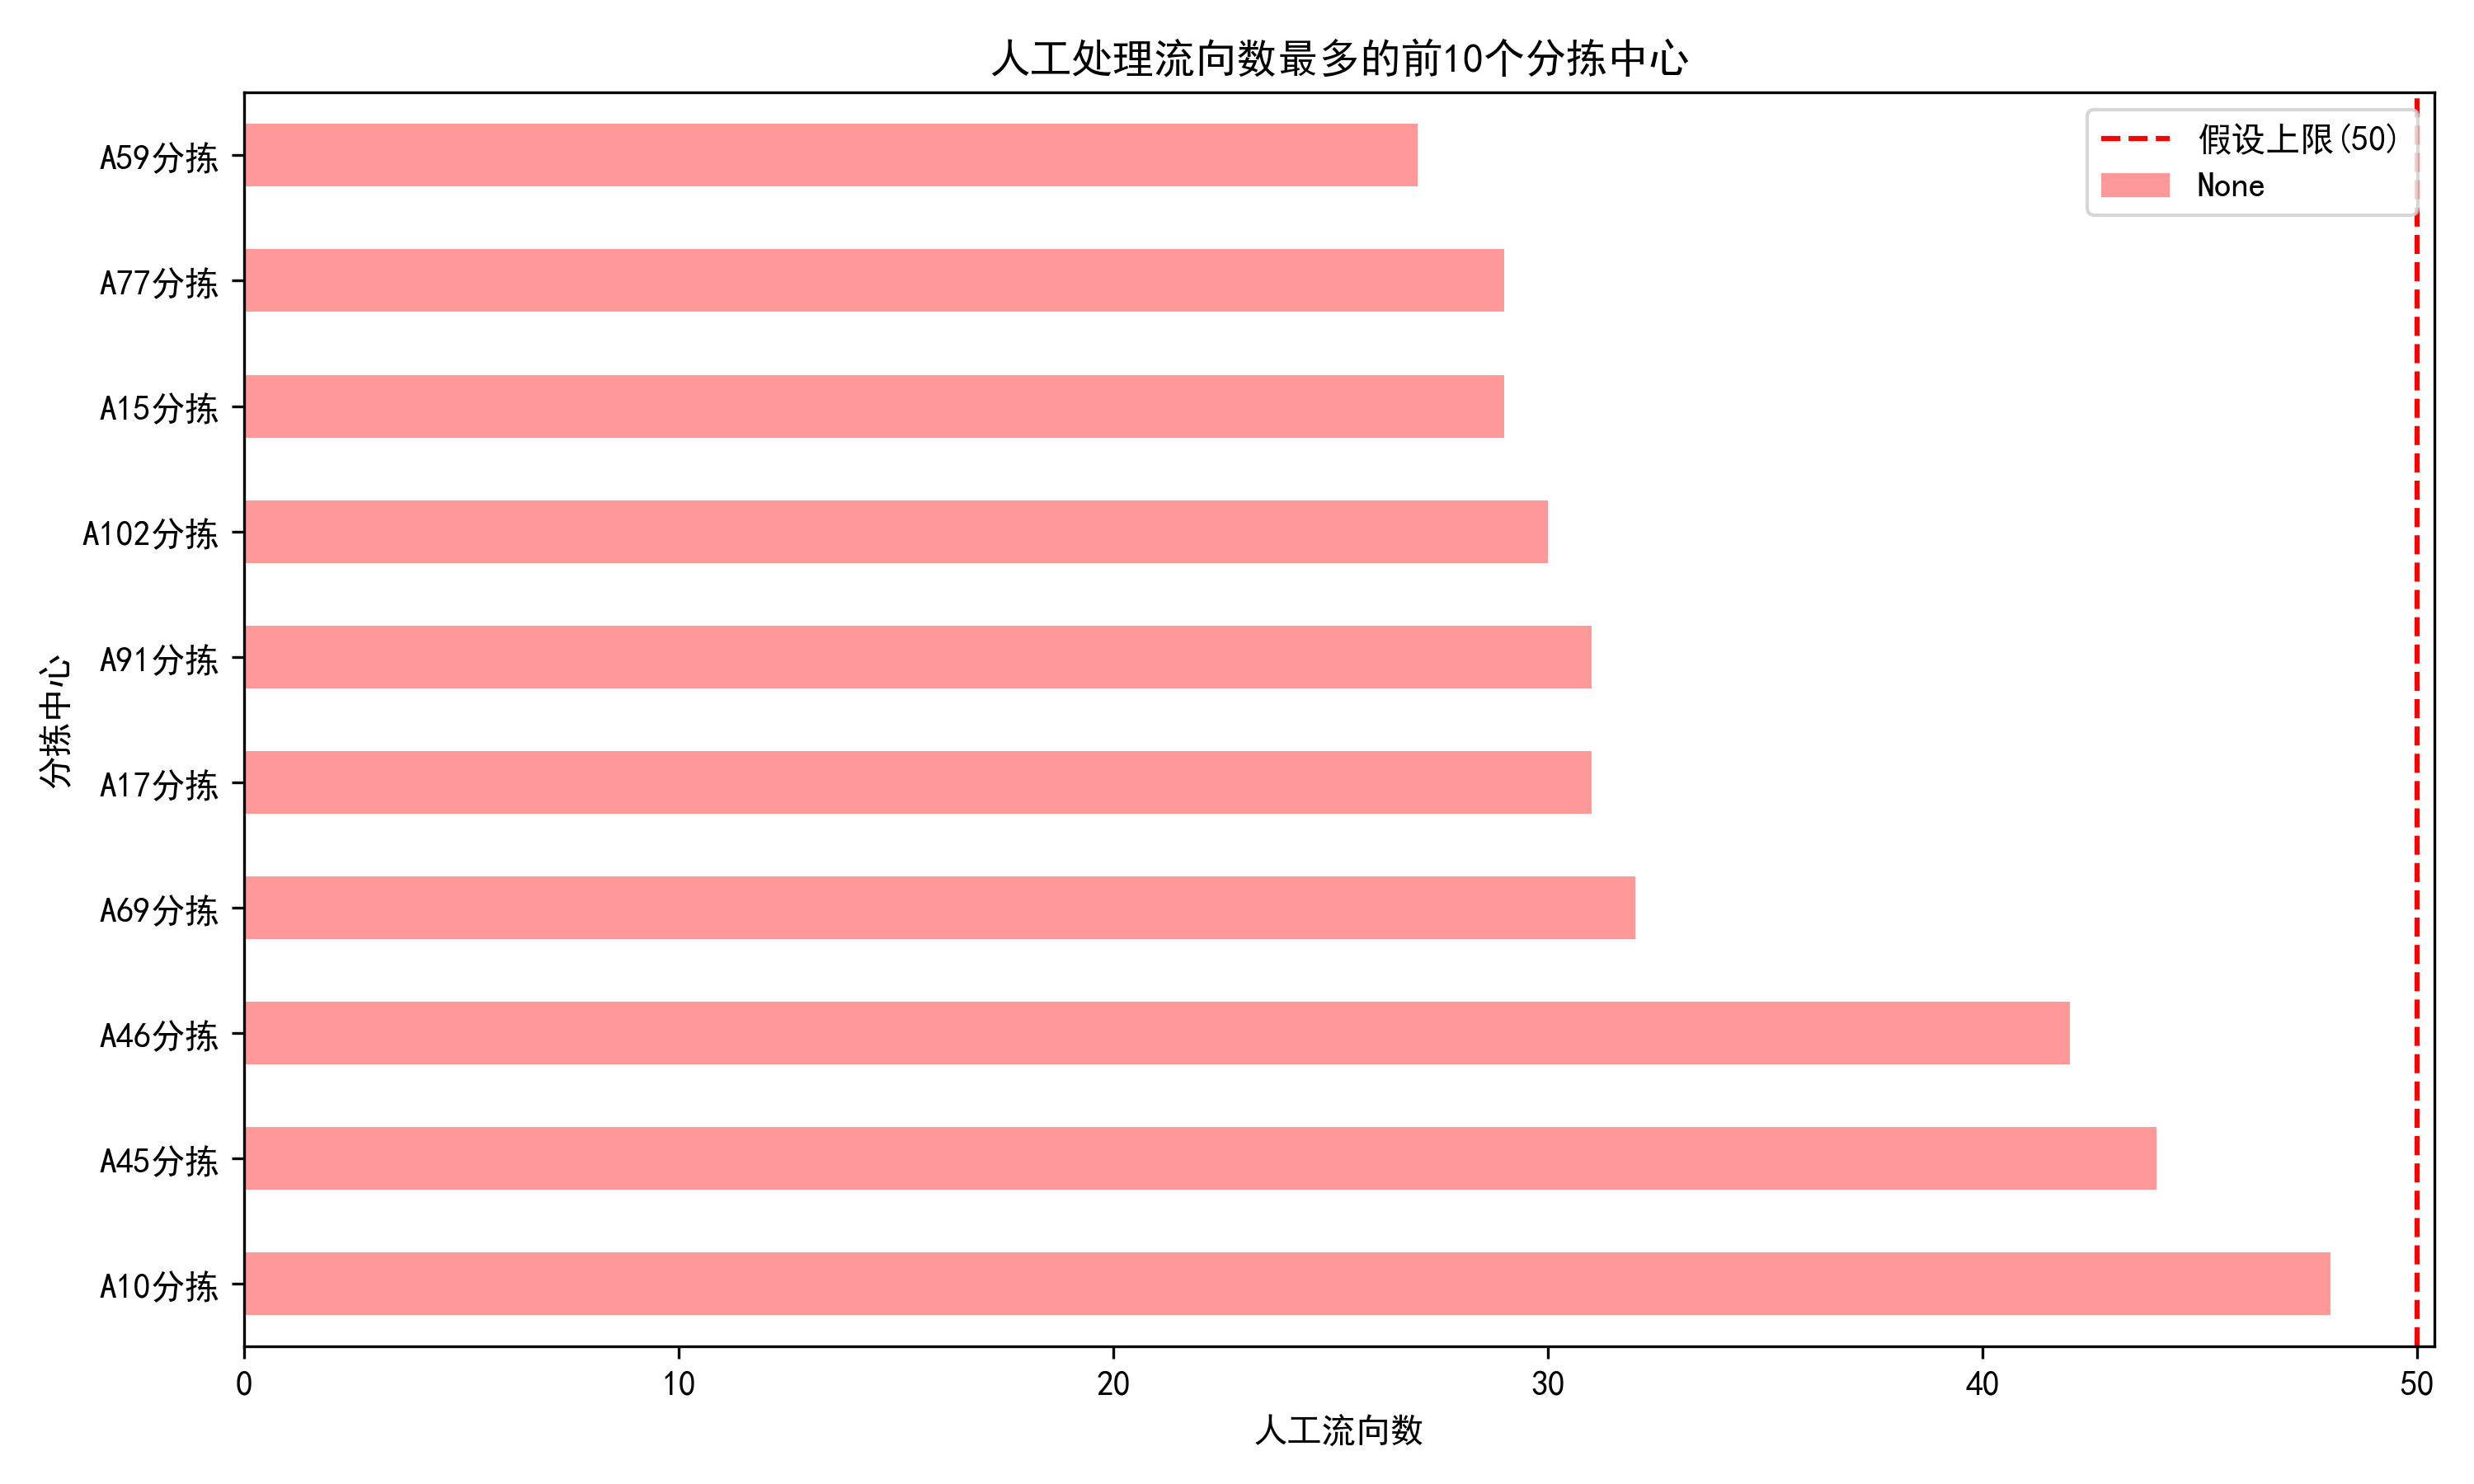 人工处理流向数最多的前10个分拣中心
假设上限(50)
None
分拣中心
A59分拣
A77分拣
A15分拣
A102分拣
A91分拣
A17分拣
A69分拣
A46分拣
A45分拣
A10分拣
0 10 20 30 40 50
人工流向数